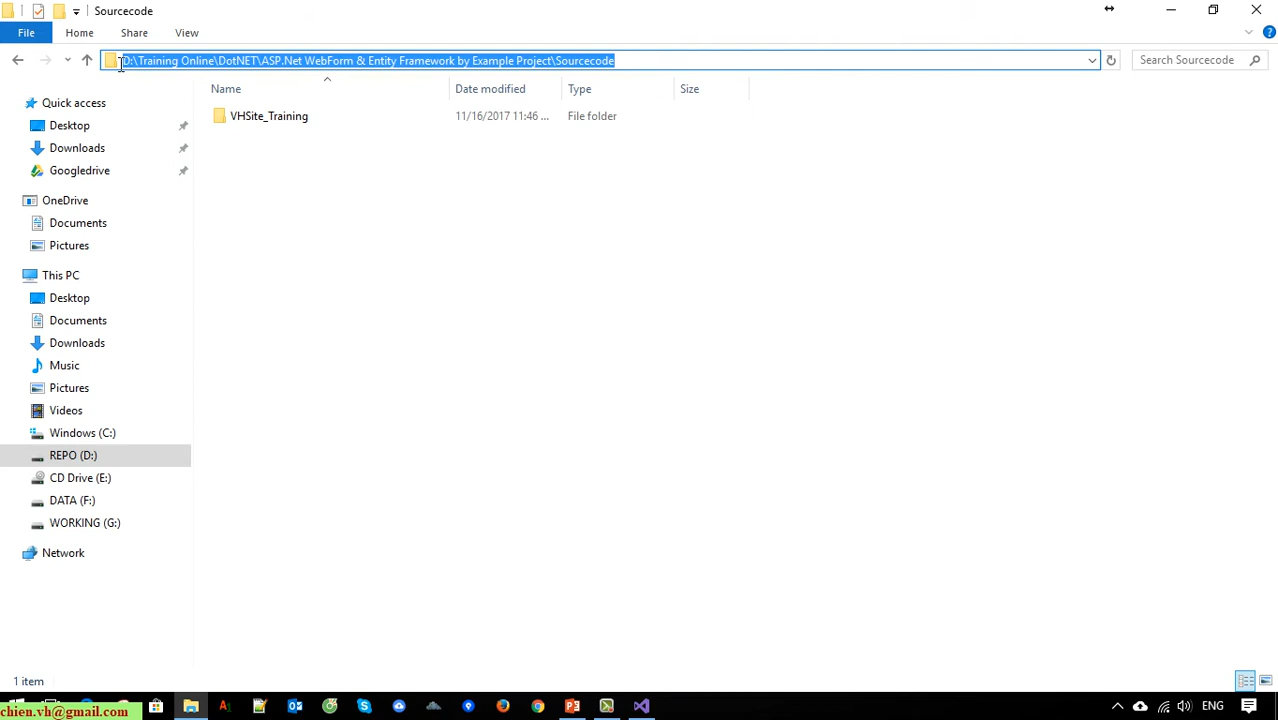 Sourcecode
File
Home
Share
View
D:\Training Online\DotNET\ASP.Net WebForm & Entity Framework by Example Project\Sourcecode
Search Sourcecode
Name
Date modified
Type
Size
VHSite_Training
11/16/2017 11:46 ...
File folder
Quick access
Desktop
Downloads
Googledrive
OneDrive
Documents
Pictures
This PC
Desktop
Documents
Downloads
Music
Pictures
Videos
Windows (C:)
REPO (D:)
CD Drive (E:)
DATA (F:)
WORKING (G:)
Network
1 item
chien.vh@gmail.com
ENG